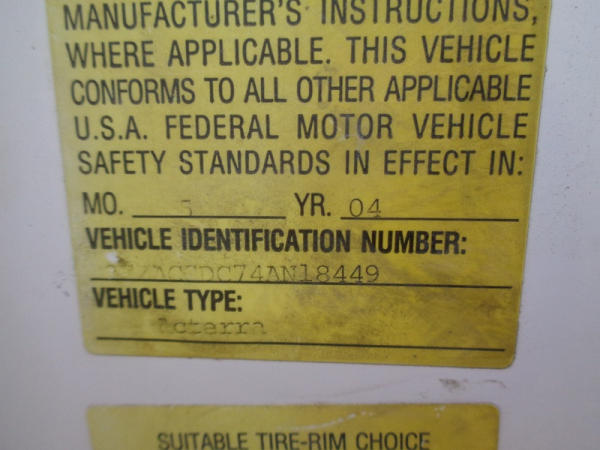 MANUFACTURER'S INSTRUCTIONS,
WHERE APPLICABLE. THIS VEHICLE
CONFORMS TO ALL OTHER APPLICABLE
U.S.A. FEDERAL MOTOR VEHICLE
SAFETY STANDARDS IN EFFECT IN:
MO. 5 YR. 04
VEHICLE IDENTIFICATION NUMBER:
VEHICLE TYPE:
Acterra
SUITABLE TIRE-RIM CHOICE